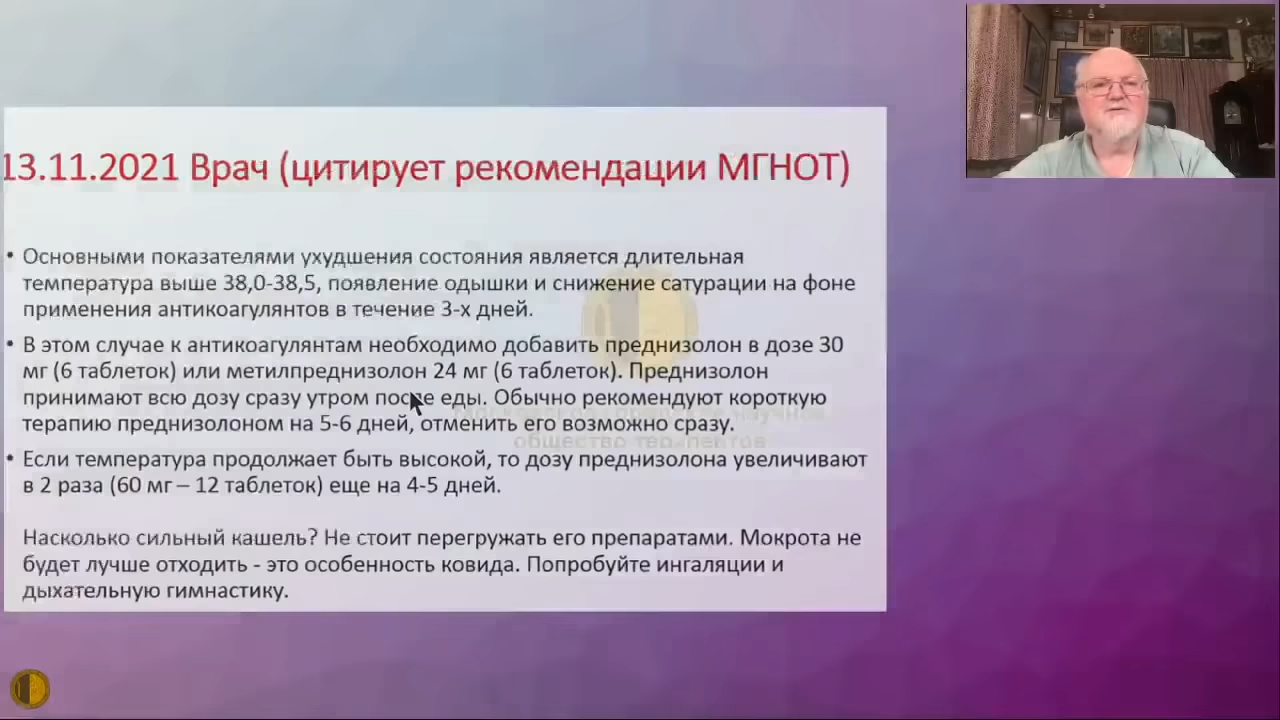 13.11.2021 Врач (цитирует рекомендации МГНОТ)
• Основными показателями ухудшения состояния является длительная
температура выше 38,0-38,5, появление одышки и снижение сатурации на фоне
применения антикоагулянтов в течение 3-х дней.
• В этом случае к антикоагулянтам необходимо добавить преднизолон в дозе 30
мг (6 таблеток) или метилпреднизолон 24 мг (6 таблеток). Преднизолон
принимают всю дозу сразу утром после еды. Обычно рекомендуют короткую
терапию преднизолоном на 5-6 дней, отменить его возможно сразу.
• Если температура продолжает быть высокой, то дозу преднизолона увеличивают
в 2 раза (60 мг – 12 таблеток) еще на 4-5 дней.
Насколько сильный кашель? Не стоит перегружать его препаратами. Мокрота не
будет лучше отходить - это особенность ковида. Попробуйте ингаляции и
дыхательную гимнастику.
Московское городское научное
общество терапевтов